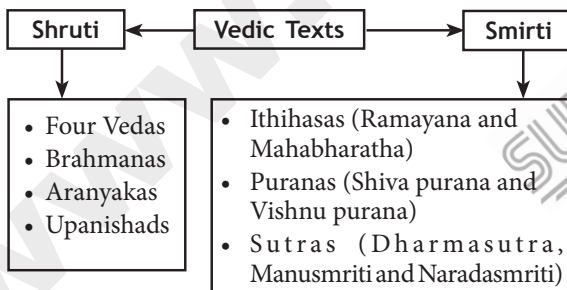 Shruti
Vedic Texts
Smirti
• Four Vedas
• Brahmanas
• Aranyakas
• Upanishads
• Ithihasas (Ramayana and
Mahabharatha)
• Puranas (Shiva purana and
Vishnu purana)
• Sutras (Dharmasutra,
Manusmriti and Naradasmriti)